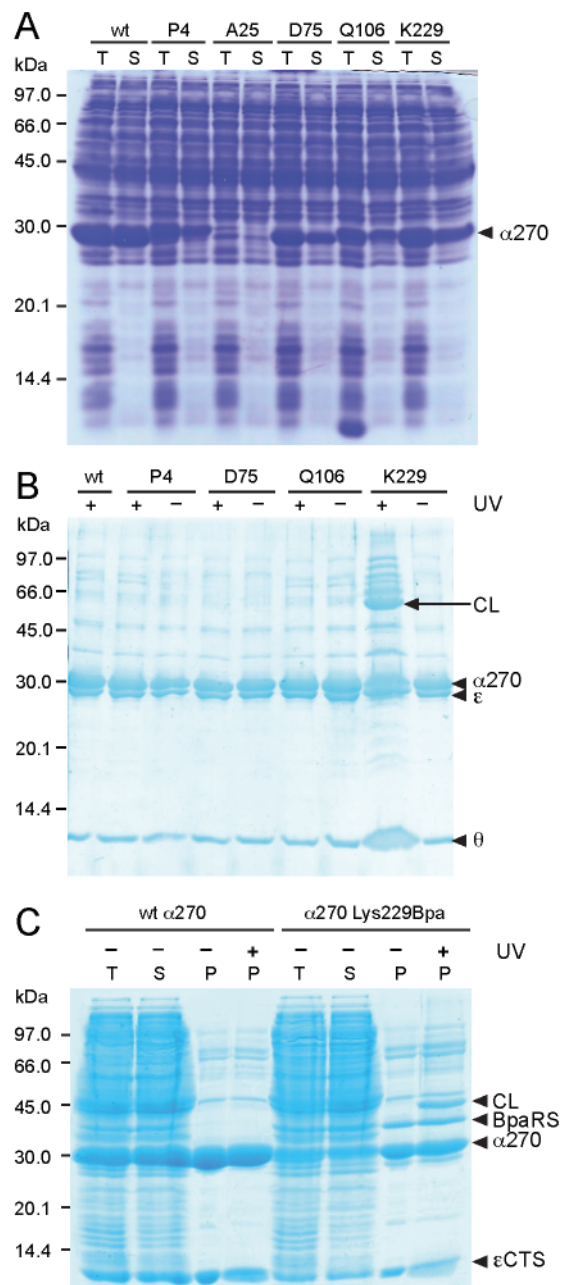 A
wt P4 A25 D75 Q106 K229
kDa T S T S T S T S T S T S
97.0
66.0
45.0
30.0
α270
20.1
14.4
B
wt P4 D75 Q106 K229
+ + − + − + − + − UV
kDa
97.0
66.0
CL
45.0
30.0
α270
ε
20.1
14.4
θ
C
wt α270 α270 Lys229Bpa
− − − + − − − + UV
T S P P T S P P
kDa
97.0
66.0
45.0
CL
BpaRS
α270
30.0
20.1
14.4
εCTS